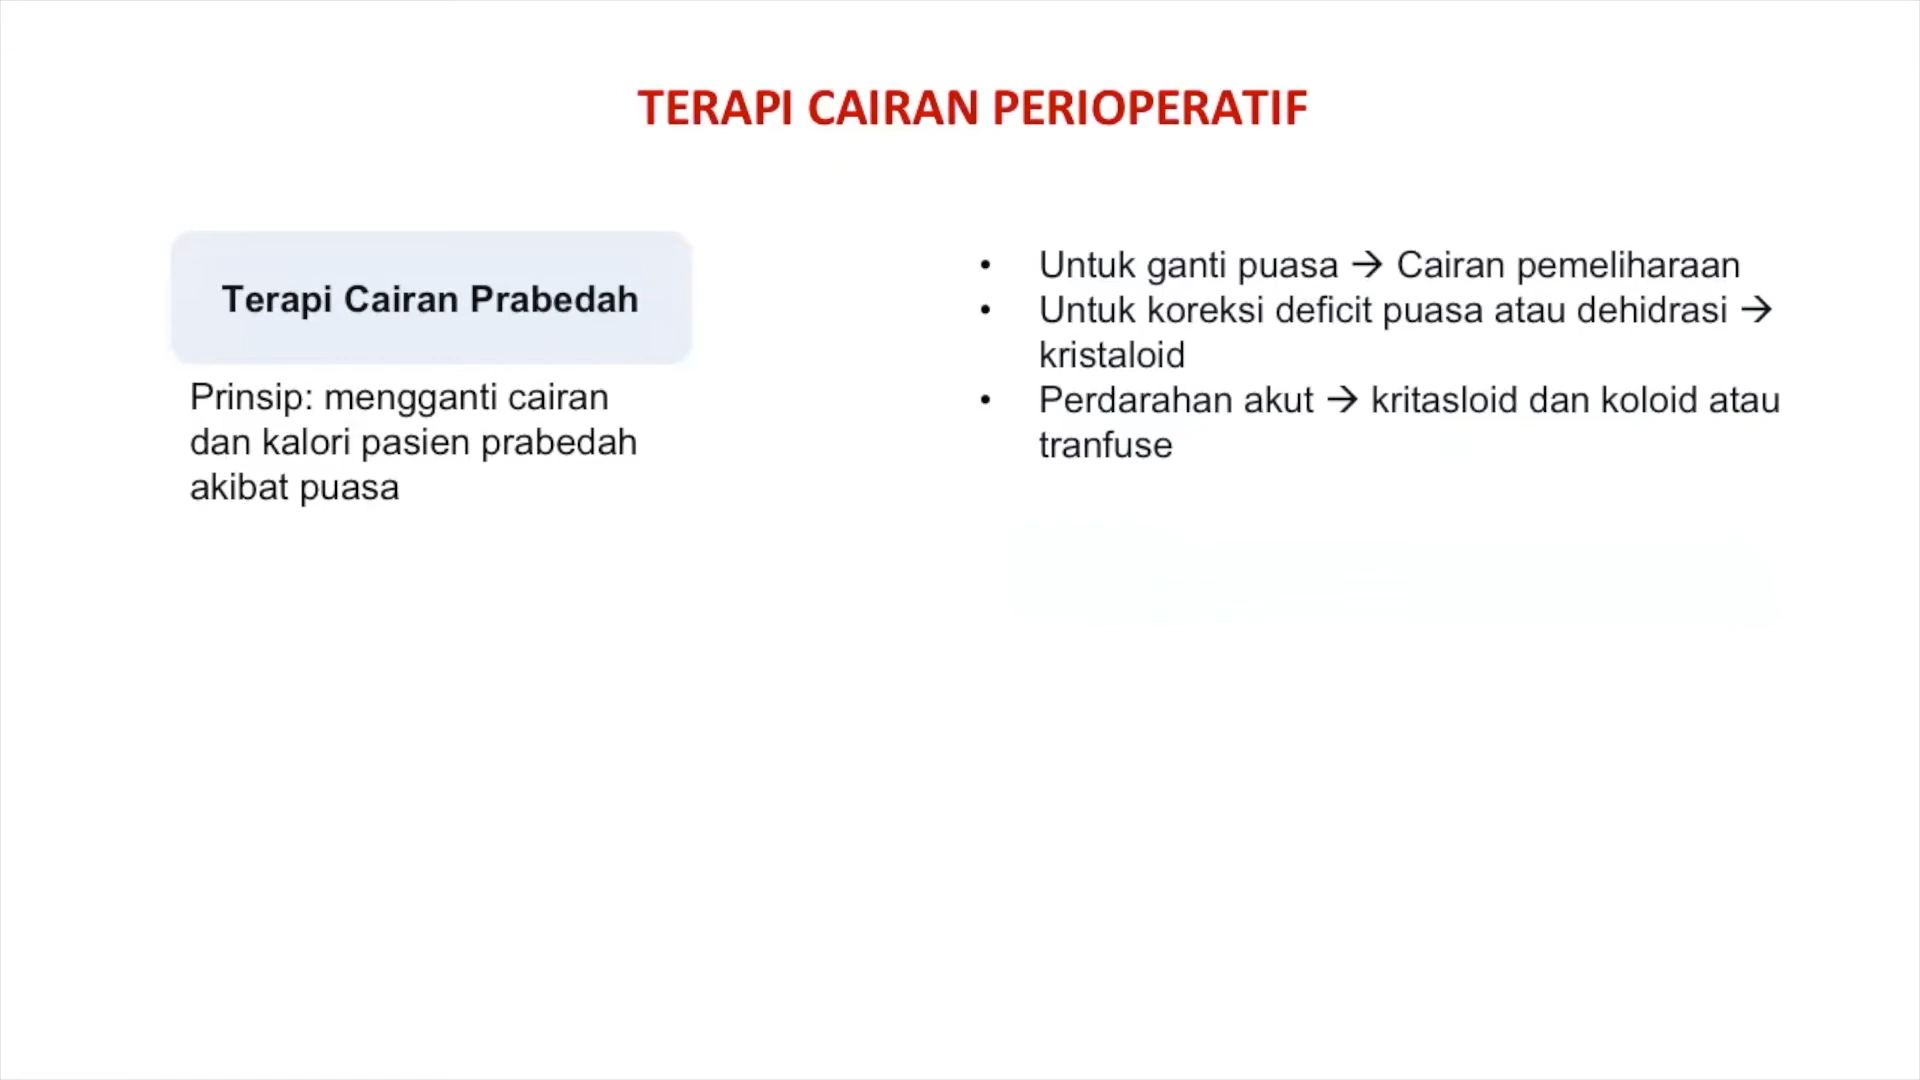 TERAPI CAIRAN PERIOPERATIF
Terapi Cairan Prabedah
Prinsip: mengganti cairan
dan kalori pasien prabedah
akibat puasa
• Untuk ganti puasa → Cairan pemeliharaan
• Untuk koreksi deficit puasa atau dehidrasi →
kristaloid
• Perdarahan akut → kritasloid dan koloid atau
tranfuse